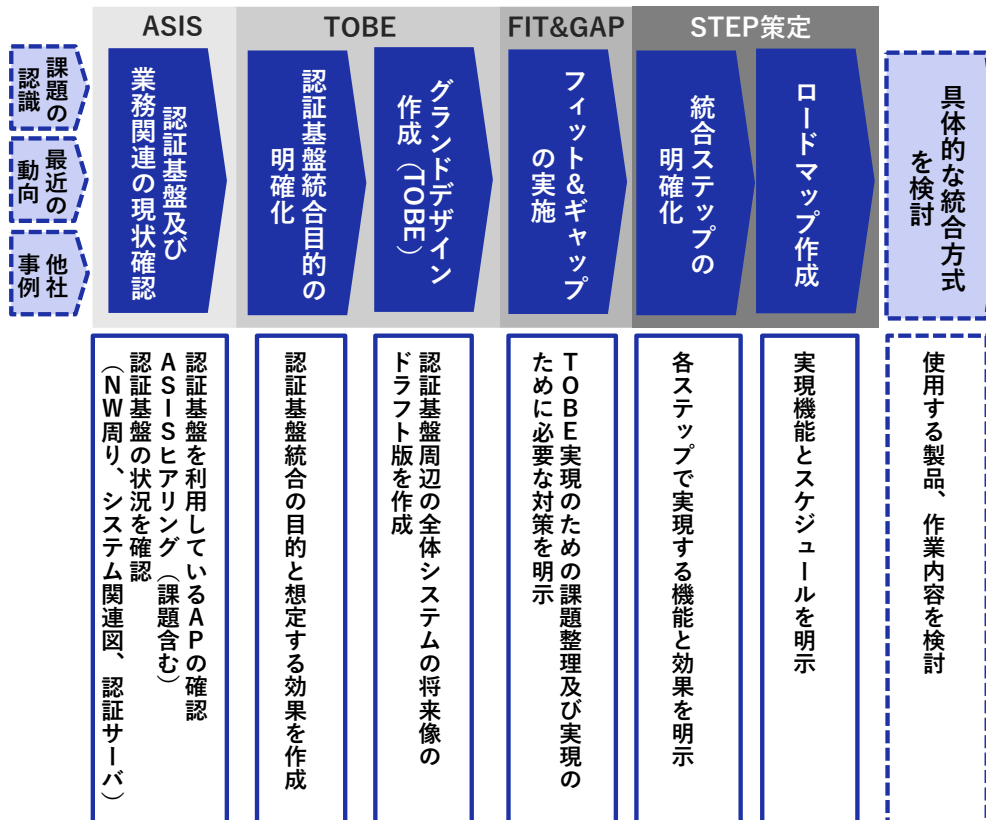 ASIS
TOBE
FIT&GAP
STEP策定
課題の
認識
最近の
動向
他社
事例
認証基盤及び
業務関連の現状確認
認証基盤統合目的の
明確化
グランドデザイン
作成（TOBE）
フィット&ギャップ
の実施
統合ステップの
明確化
ロードマップ作成
具体的な統合方式
を検討
認証基盤を利用しているAPの確認
ASISヒアリング（課題含む）
認証基盤の状況を確認
（NW周り、システム関連図、認証サーバ）
認証基盤統合の目的と想定する効果を作成
認証基盤周辺の全体システムの将来像の
ドラフト版を作成
TOBE実現のための課題整理及び実現の
ために必要な対策を明示
各ステップで実現する機能と効果を明示
実現機能とスケジュールを明示
使用する製品、作業内容を検討